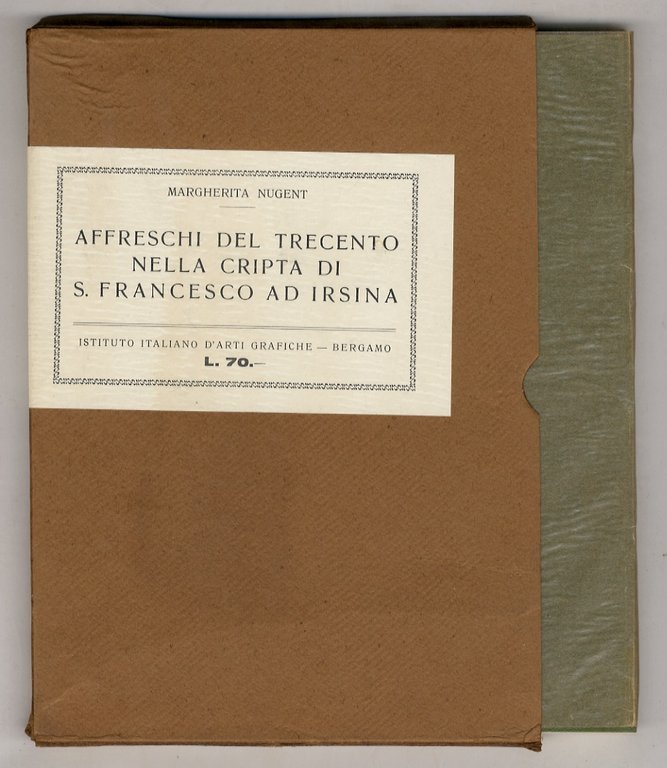 MARGHERITA NUGENT
AFFRESCHI DEL TRECENTO
NELLA CRIPTA DI
S. FRANCESCO AD IRSINA
ISTITUTO ITALIANO D'ARTI GRAFICHE — BERGAMO
L. 70.—